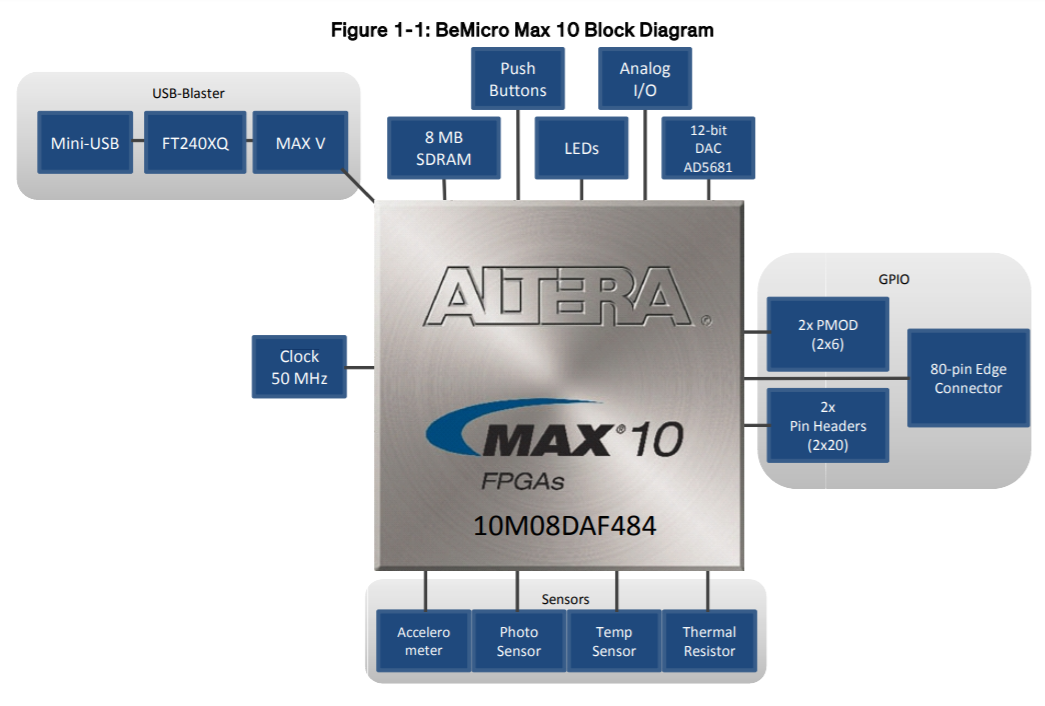 Figure 1-1: BeMicro Max 10 Block Diagram
USB-Blaster
Mini-USB
FT240XQ
MAX V
8 MB
SDRAM
Push
Buttons
LEDs
Analog
I/O
12-bit
DAC
AD5681
ALTERA®
MAX® 10
FPGAs
10M08DAF484
Clock
50 MHz
GPIO
2x PMOD
(2x6)
80-pin Edge
Connector
2x
Pin Headers
(2x20)
Sensors
Accelero
meter
Photo
Sensor
Temp
Sensor
Thermal
Resistor